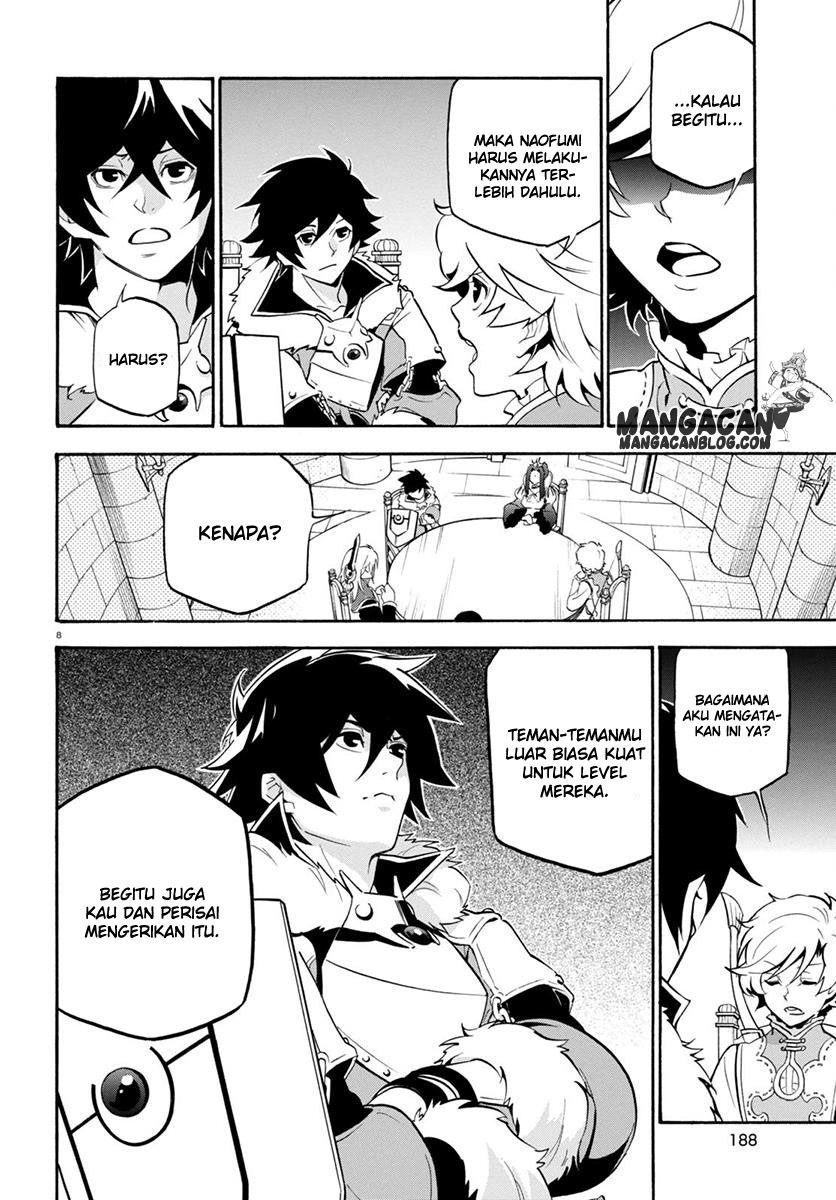 ...KALAU
BEGITU...
MAKA NAOFUMI
HARUS MELAKU-
KANNYA TER-
LEBIH DAHULU.
HARUS?
MANGACAN
MANGACANBLOG.COM
KENAPA?
8
BAGAIMANA
AKU MENGATA-
KAN INI YA?
TEMAN-TEMANMU
LUAR BIASA KUAT
UNTUK LEVEL
MEREKA.
BEGITU JUGA
KAU DAN PERISAI
MENGERIKAN ITU.
188